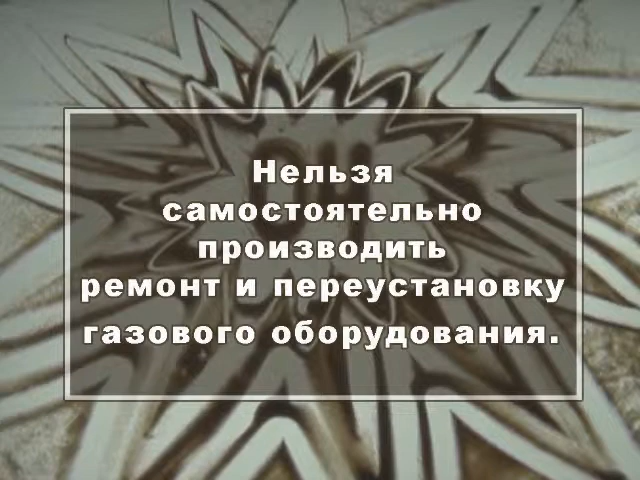 Нельзя
самостоятельно
производить
ремонт и переустановку
газового оборудования.